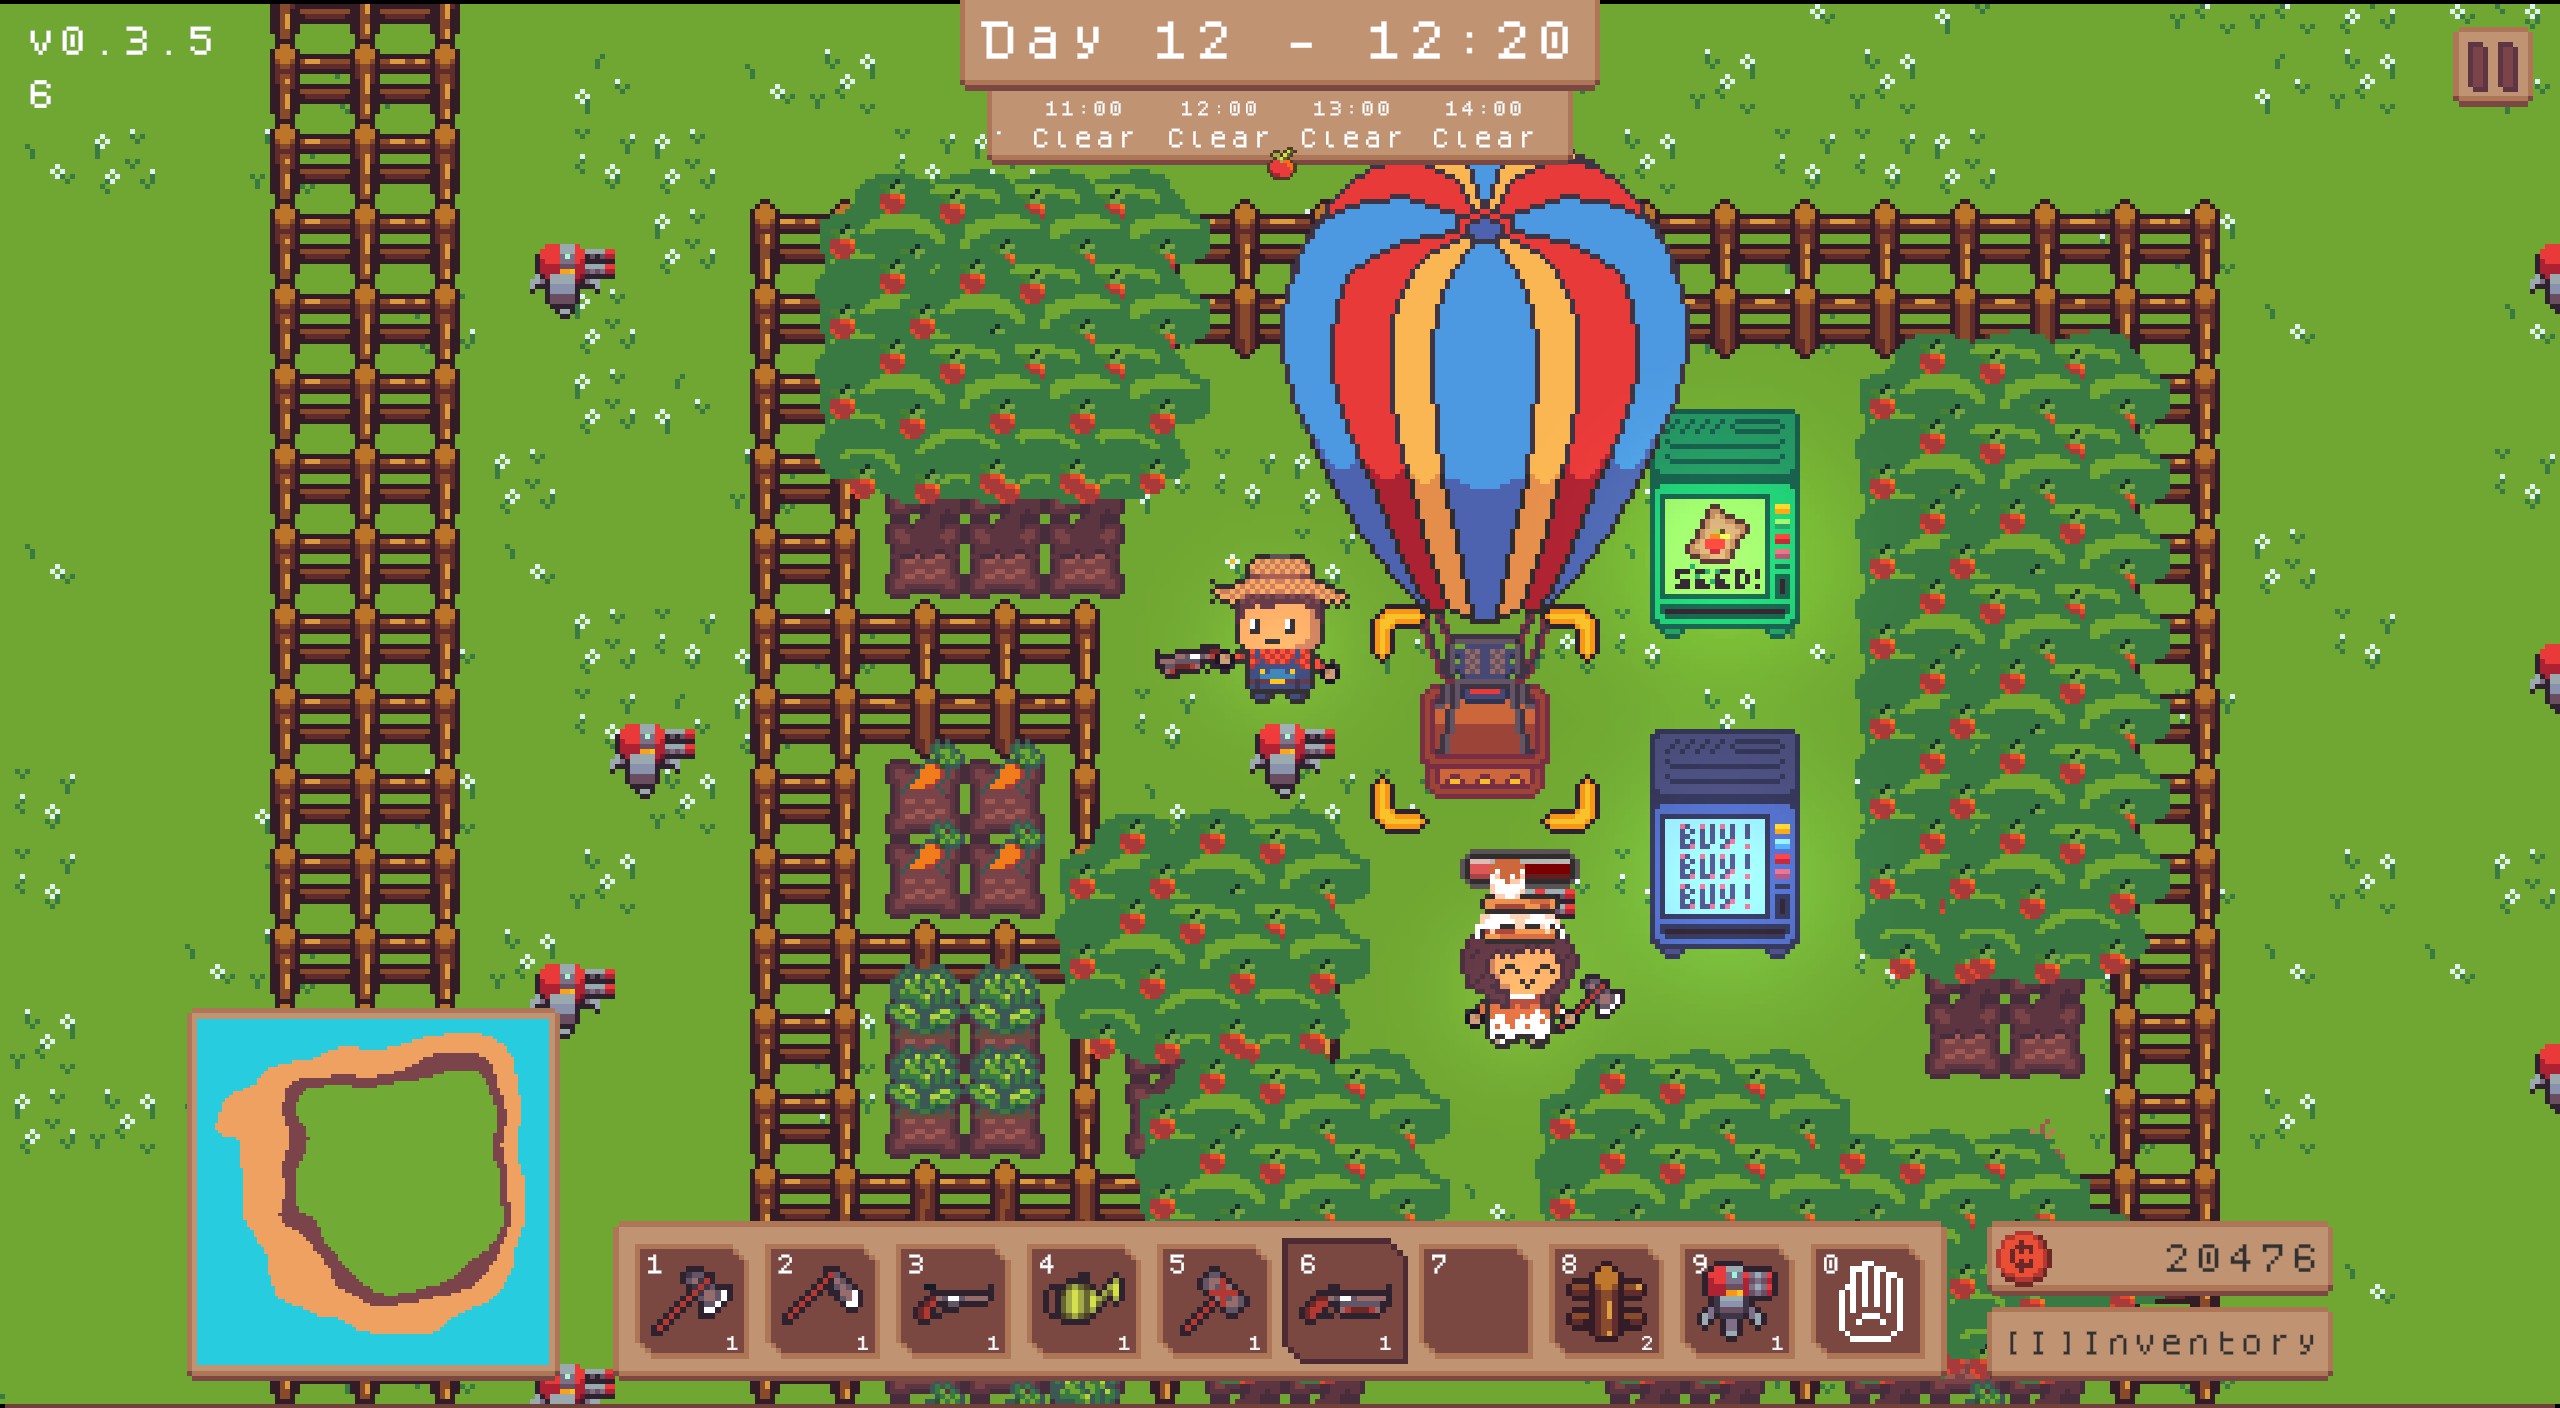 v0.3.5
6
Day 12 - 12:20
11:00 12:00 13:00 14:00
Clear Clear Clear Clear
SEED!
BUY!
BUY!
BUY!
1 2 3 4 5 6 7 8 9 0
1 1 1 1 1 1 2 1
20476
[I]Inventory